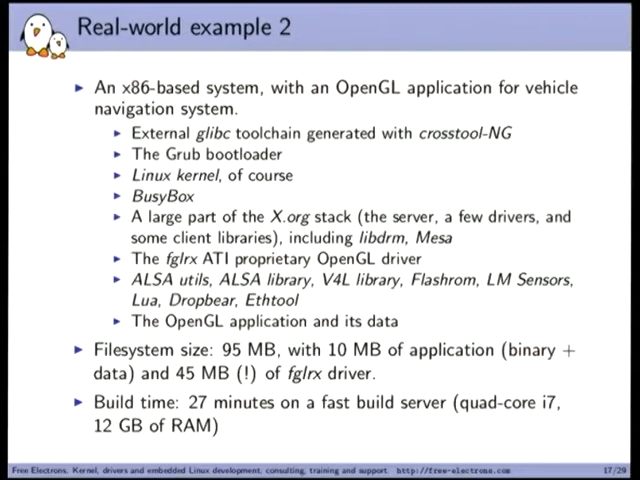 Real-world example 2
An x86-based system, with an OpenGL application for vehicle
navigation system.
External glibc toolchain generated with crosstool-NG
The Grub bootloader
Linux kernel, of course
BusyBox
A large part of the X.org stack (the server, a few drivers, and
some client libraries), including libdrm, Mesa
The fglrx ATI proprietary OpenGL driver
ALSA utils, ALSA library, V4L library, Flashrom, LM Sensors,
Lua, Dropbear, Ethtool
The OpenGL application and its data
Filesystem size: 95 MB, with 10 MB of application (binary +
data) and 45 MB (!) of fglrx driver.
Build time: 27 minutes on a fast build server (quad-core i7,
12 GB of RAM)
Free Electrons. Kernel, drivers and embedded Linux development, consulting, training and support. http://free-electrons.com 17/29